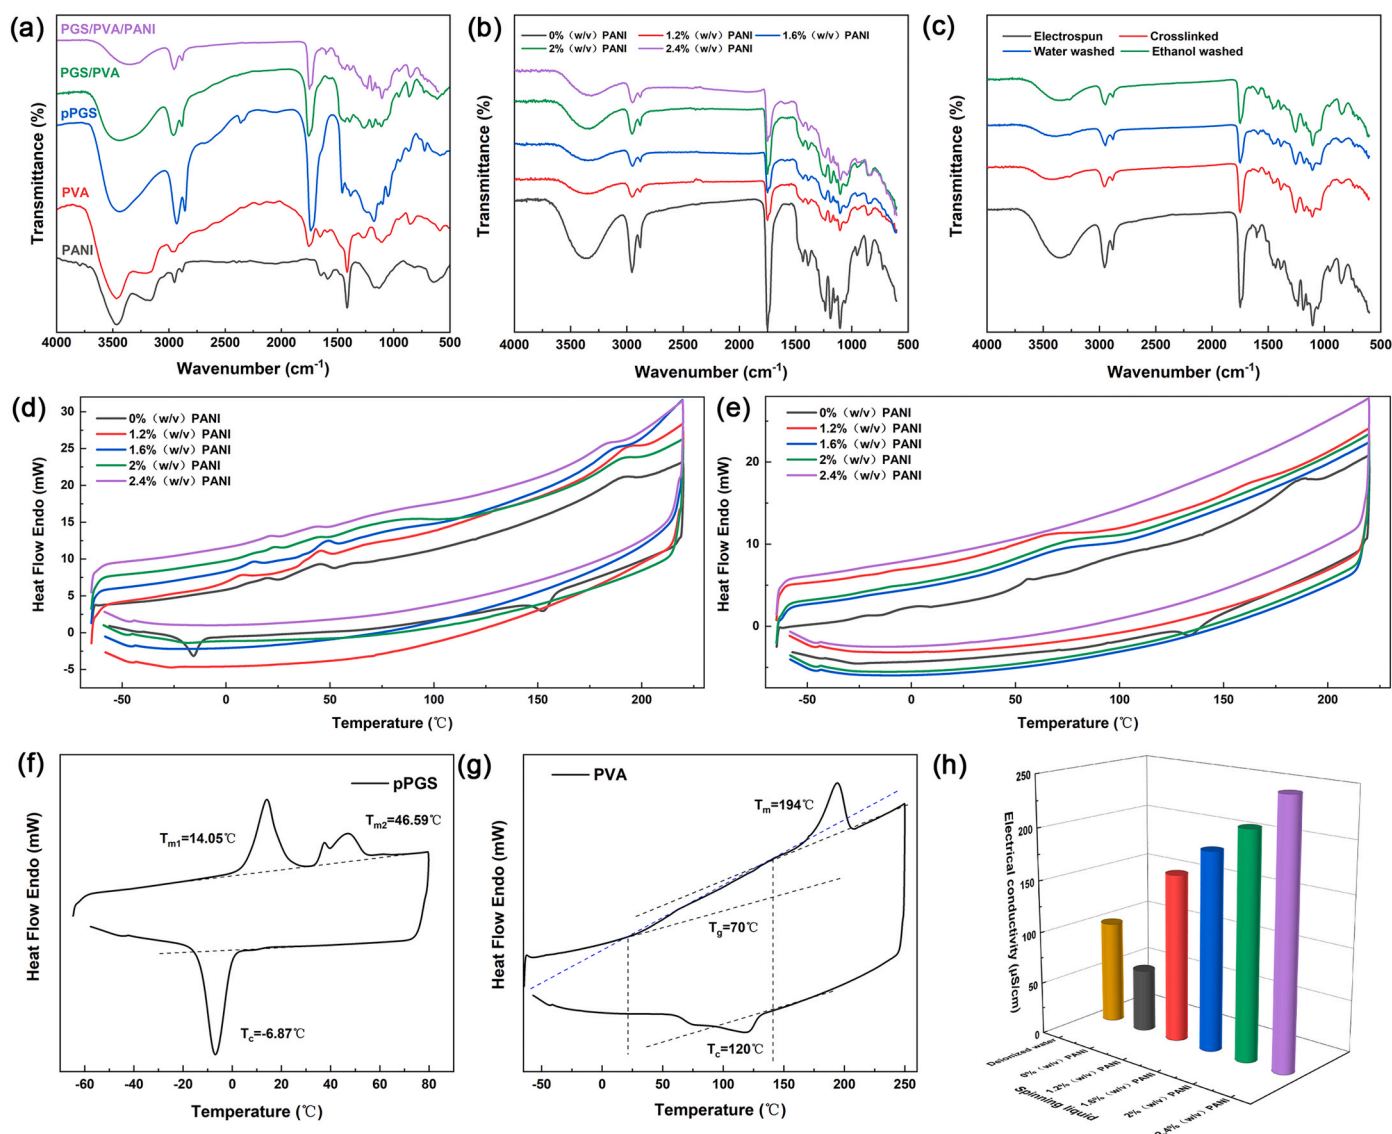 (a)
PGS/PVA/PANI
PGS/PVA
pPGS
PVA
PANI
Transmittance (%)
4000 3500 3000 2500 2000 1500 1000 500
Wavenumber (cm⁻¹)
(b)
0% (w/v) PANI 1.2% (w/v) PANI 1.6% (w/v) PANI
2% (w/v) PANI 2.4% (w/v) PANI
Transmittance (%)
4000 3500 3000 2500 2000 1500 1000 500
Wavenumber (cm⁻¹)
(c)
Electrospun Crosslinked
Water washed Ethanol washed
Transmittance (%)
4000 3500 3000 2500 2000 1500 1000 500
Wavenumber (cm⁻¹)
(d)
0%（w/v）PANI
1.2%（w/v）PANI
1.6%（w/v）PANI
2%（w/v）PANI
2.4%（w/v）PANI
Heat Flow Endo (mW)
30
25
20
15
10
5
0
-5
-50 0 50 100 150 200
Temperature (℃)
(e)
0%（w/v）PANI
1.2%（w/v）PANI
1.6%（w/v）PANI
2%（w/v）PANI
2.4%（w/v）PANI
Heat Flow Endo (mW)
20
10
0
-50 0 50 100 150 200
Temperature (℃)
(f)
pPGS
Tm1=14.05℃
Tm2=46.59℃
Tc=-6.87℃
Heat Flow Endo (mW)
-60 -40 -20 0 20 40 60 80
Temperature (℃)
(g)
PVA
Tm=194℃
Tg=70℃
Tc=120℃
Heat Flow Endo (mW)
-50 0 50 100 150 200 250
Temperature (℃)
(h)
Electrical conductivity (μS/cm)
250
200
150
100
50
0
Deionized water
0%（w/v）PANI
1.2%（w/v）PANI
1.6%（w/v）PANI
2%（w/v）PANI
2.4%（w/v）PANI
Spinning liquid